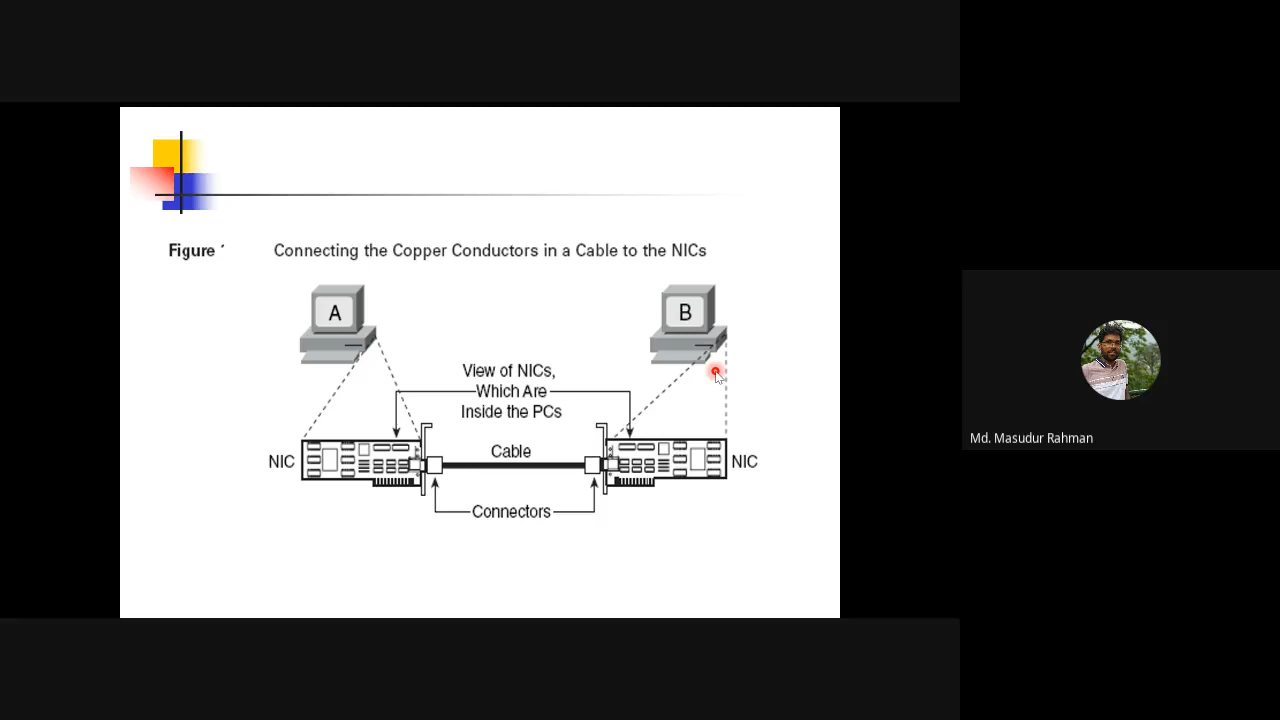 Figure Connecting the Copper Conductors in a Cable to the NICs
A
B
View of NICs,
Which Are
Inside the PCs
NIC
Cable
NIC
Connectors
Md. Masudur Rahman